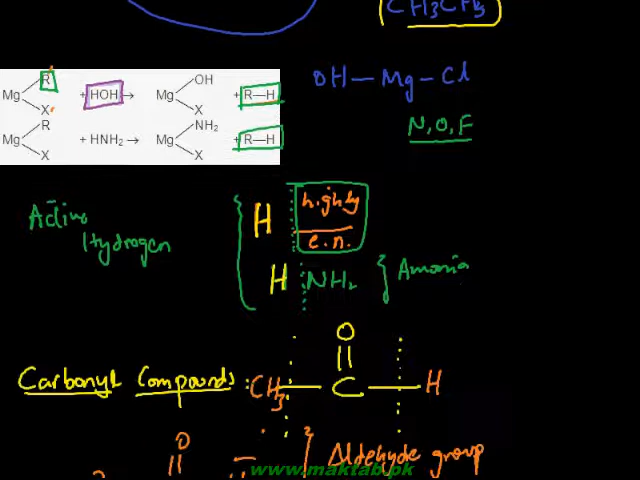 CH3CH3
Mg R X + HOH → Mg OH X + R—H
OH — Mg — Cl
Mg R X + HNH₂ → Mg NH₂ X + R—H
N, O, F
Active Hydrogen
H highly e.n.
H NH₂ } Amonia
O
Carbonyl Compounds : CH₃ — C — H
O
} Aldehyde group
www.maktab.pk